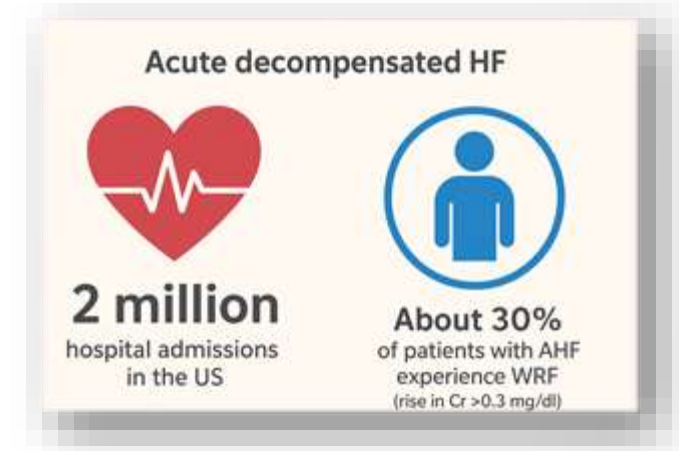 Acute decompensated HF
2 million
hospital admissions
in the US
About 30%
of patients with AHF
experience WRF
(rise in Cr >0.3 mg/dl)